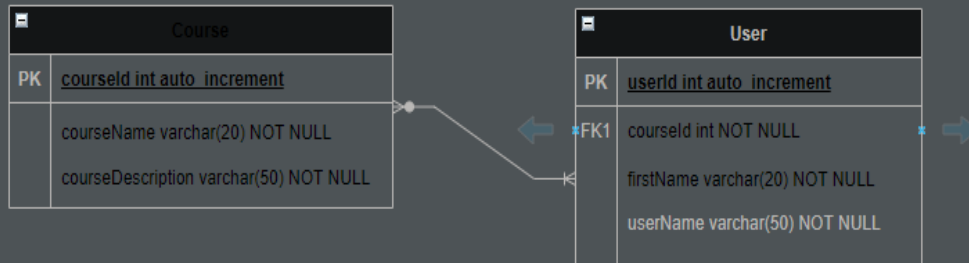 Course
PK courseId int auto_increment
courseName varchar(20) NOT NULL
courseDescription varchar(50) NOT NULL
User
PK userId int auto_increment
FK1 courseId int NOT NULL
firstName varchar(20) NOT NULL
userName varchar(50) NOT NULL